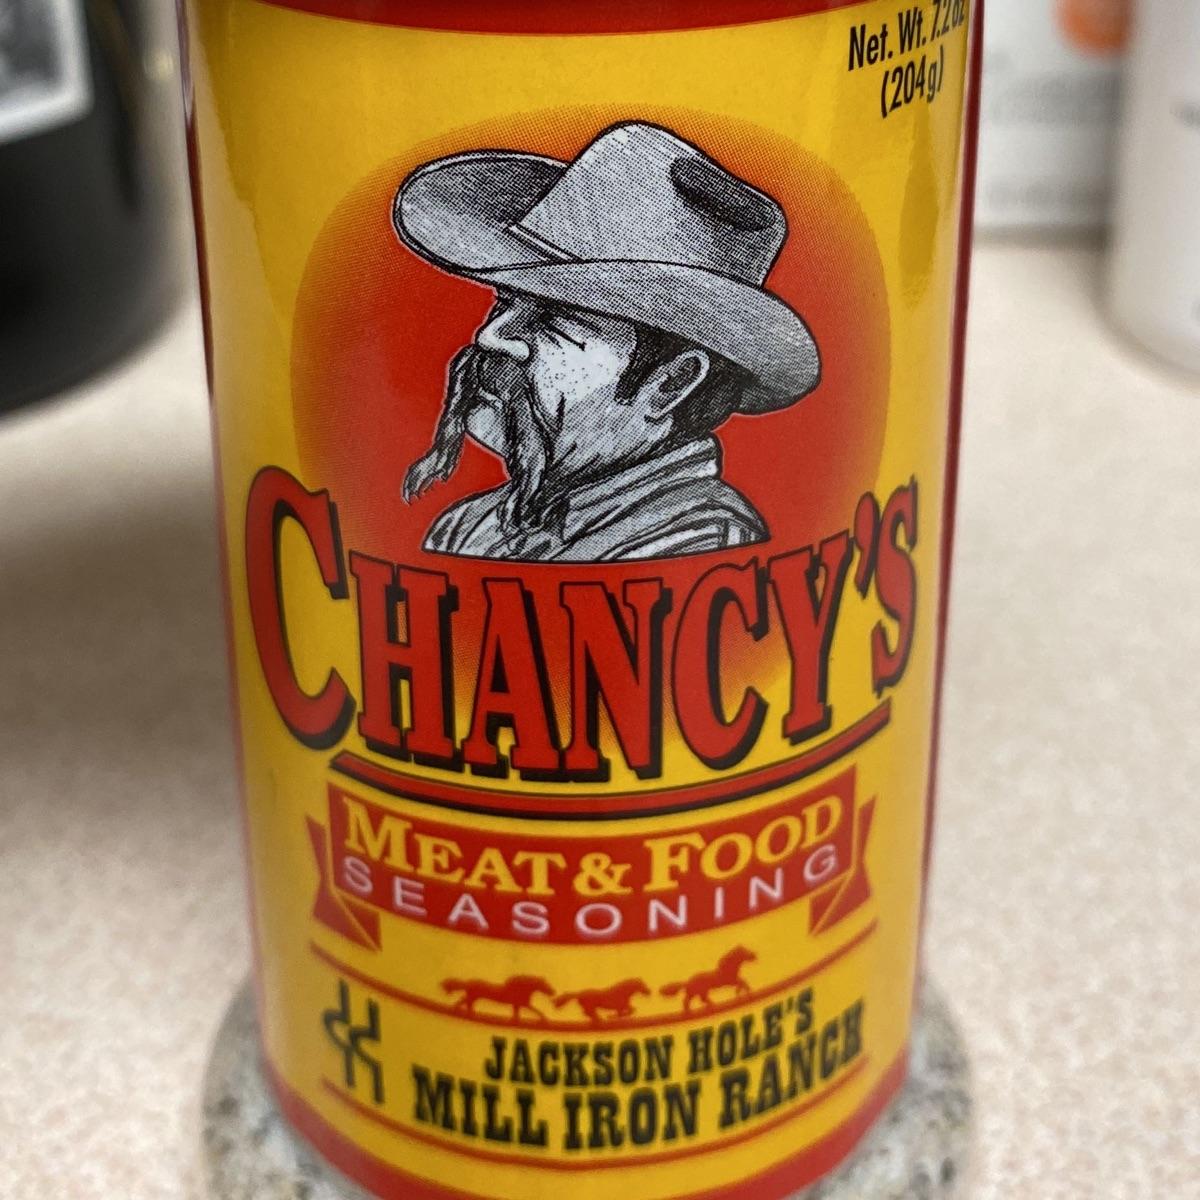 Net. Wt. 7.2 oz
(204g)
CHANCY'S
MEAT & FOOD
SEASONING
JACKSON HOLE'S
MILL IRON RANCH